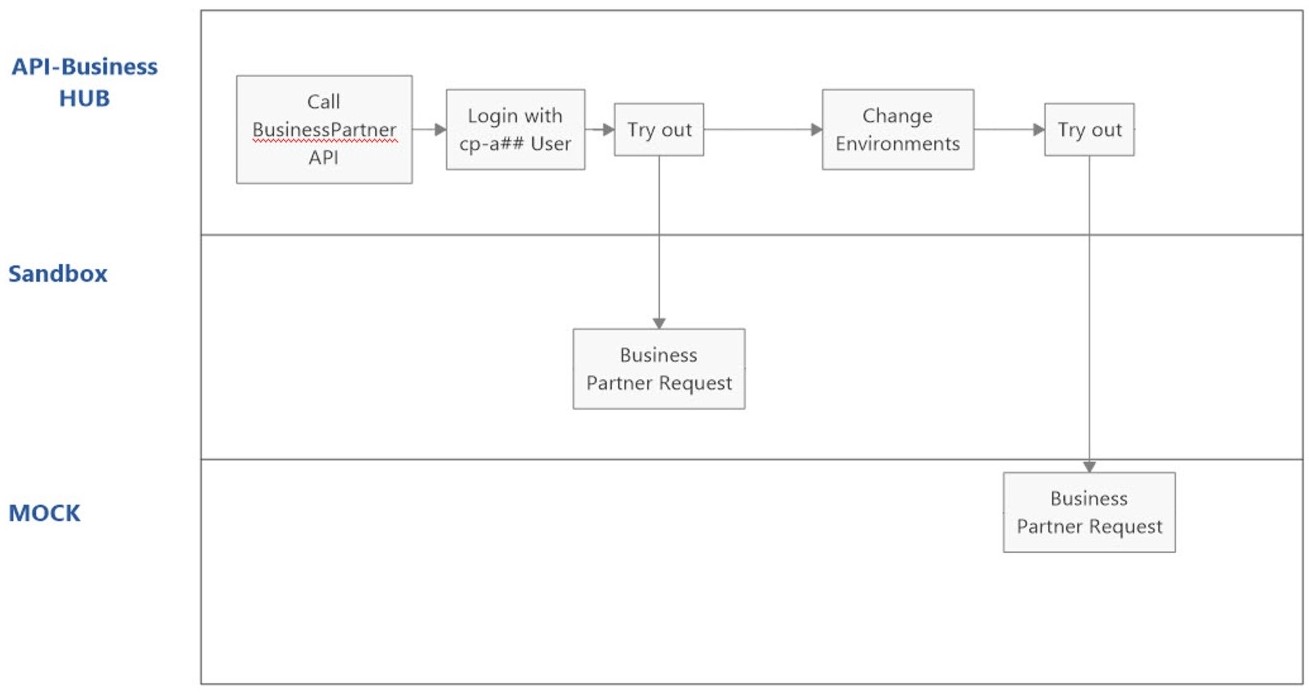 API-Business
HUB
Call
BusinessPartner
API
Login with
cp-a## User
Try out
Change
Environments
Try out
Sandbox
Business
Partner Request
MOCK
Business
Partner Request